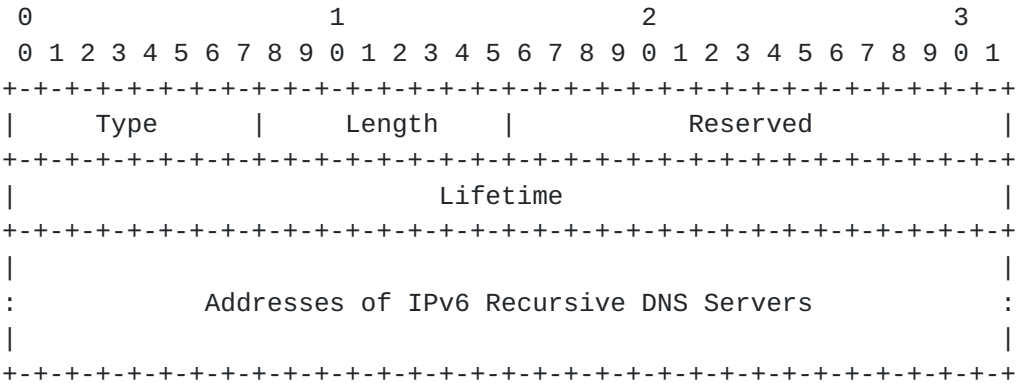 0                   1                   2                   3
 0 1 2 3 4 5 6 7 8 9 0 1 2 3 4 5 6 7 8 9 0 1 2 3 4 5 6 7 8 9 0 1
+-+-+-+-+-+-+-+-+-+-+-+-+-+-+-+-+-+-+-+-+-+-+-+-+-+-+-+-+-+-+-+-+
|     Type      |     Length    |           Reserved            |
+-+-+-+-+-+-+-+-+-+-+-+-+-+-+-+-+-+-+-+-+-+-+-+-+-+-+-+-+-+-+-+-+
|                           Lifetime                            |
+-+-+-+-+-+-+-+-+-+-+-+-+-+-+-+-+-+-+-+-+-+-+-+-+-+-+-+-+-+-+-+-+
|                                                               |
:            Addresses of IPv6 Recursive DNS Servers            :
|                                                               |
+-+-+-+-+-+-+-+-+-+-+-+-+-+-+-+-+-+-+-+-+-+-+-+-+-+-+-+-+-+-+-+-+